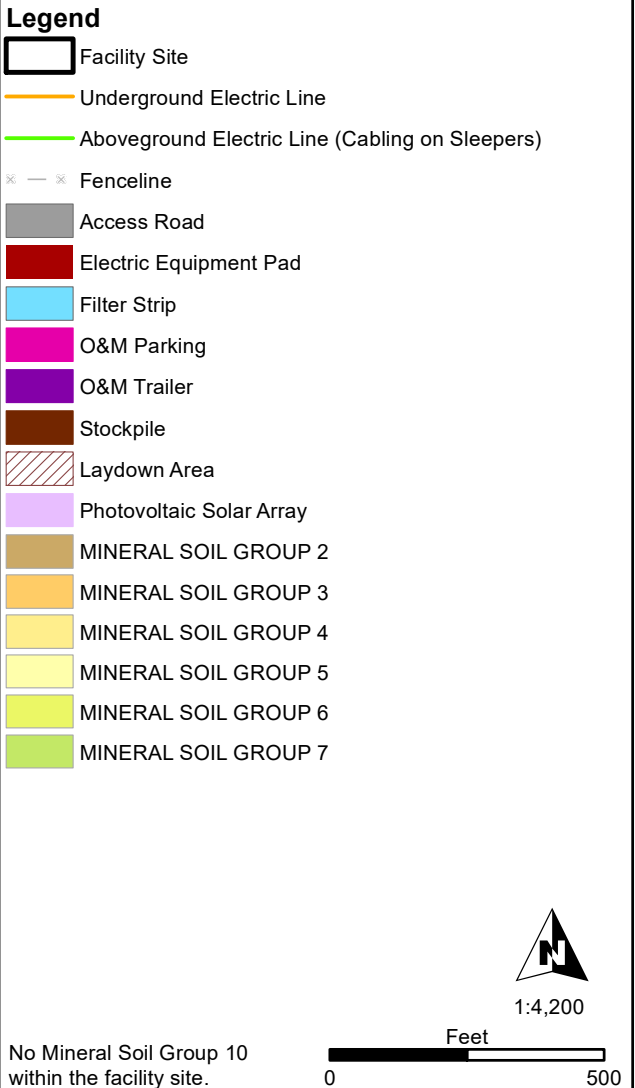 Legend
Facility Site
Underground Electric Line
Aboveground Electric Line (Cabling on Sleepers)
Fenceline
Access Road
Electric Equipment Pad
Filter Strip
O&M Parking
O&M Trailer
Stockpile
Laydown Area
Photovoltaic Solar Array
MINERAL SOIL GROUP 2
MINERAL SOIL GROUP 3
MINERAL SOIL GROUP 4
MINERAL SOIL GROUP 5
MINERAL SOIL GROUP 6
MINERAL SOIL GROUP 7
N
1:4,200
Feet
0 500
No Mineral Soil Group 10
within the facility site.